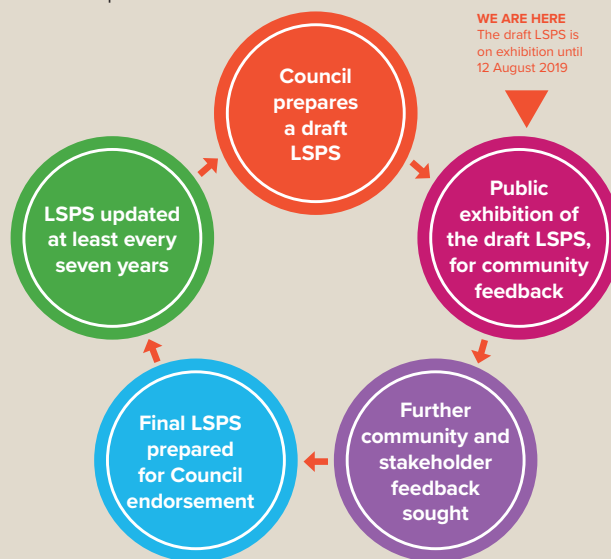 WE ARE HERE
The draft LSPS is
on exhibition until
12 August 2019
Council
prepares
a draft
LSPS
Public
exhibition of
the draft LSPS,
for community
feedback
Further
community and
stakeholder
feedback
sought
Final LSPS
prepared
for Council
endorsement
LSPS updated
at least every
seven years